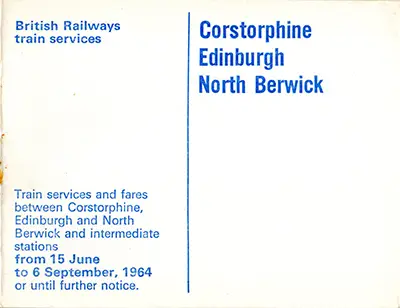 British Railways
train services
Corstorphine
Edinburgh
North Berwick
Train services and fares
between Corstorphine,
Edinburgh and North
Berwick and intermediate
stations
from 15 June
to 6 September, 1964
or until further notice.